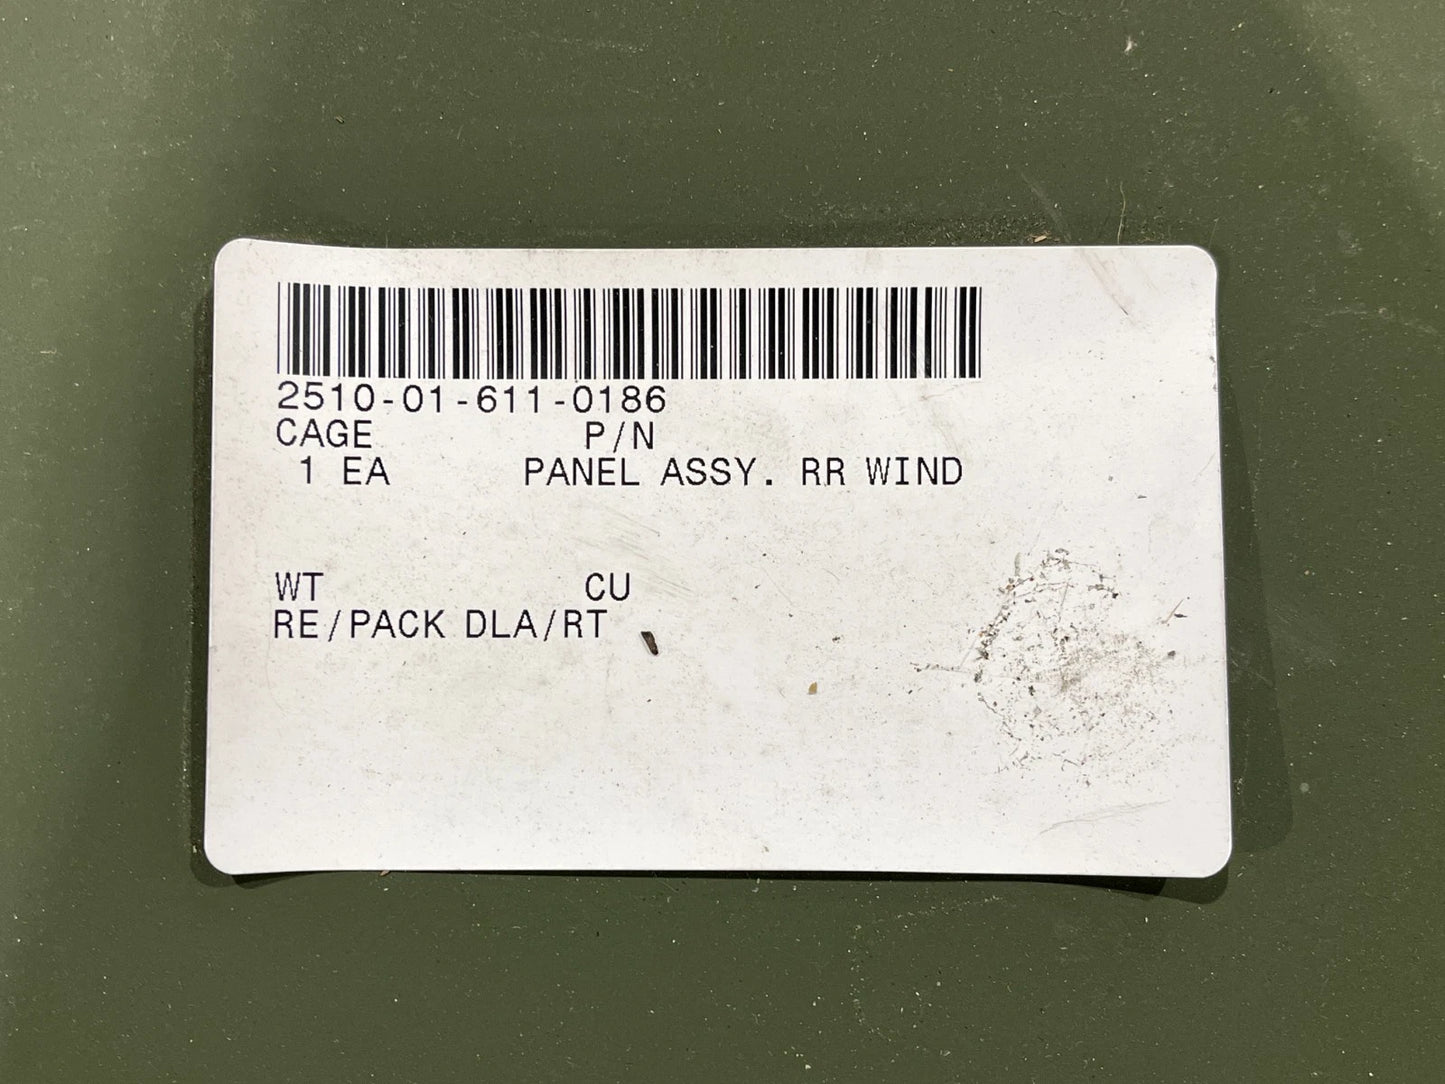 2510-01-611-0186
CAGE P/N
1 EA PANEL ASSY. RR WIND
WT CU
RE/PACK DLA/RT